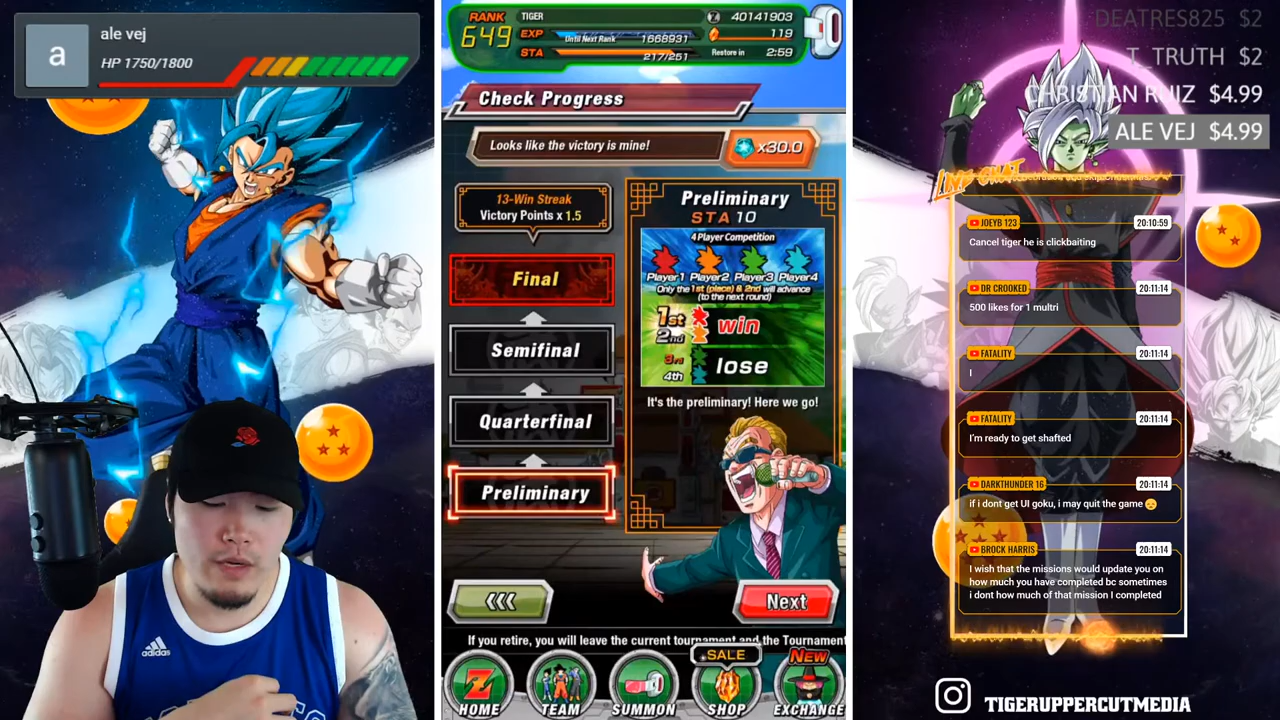 a
ale vej
HP 1750/1800
adidas
RANK
649
TIGER
40141903
EXP
Until Next Rank
1668931
119
STA
217/251
Restore in
2:59
Check Progress
Looks like the victory is mine!
x30.0
13-Win Streak
Victory Points x 1.5
Final
Semifinal
Quarterfinal
Preliminary
Preliminary
STA 10
4 Player Competition
Player1 Player2 Player3 Player4
Only the 1st (place) & 2nd will advance
(to the next round)
1st
2nd
win
3rd
4th
lose
It's the preliminary! Here we go!
Next
If you retire, you will leave the current tournament and the Tournament
SALE
NEW
HOME
TEAM
SUMMON
SHOP
EXCHANGE
DEATRES825 $2
T_TRUTH $2
CHRISTIAN RUIZ $4.99
ALE VEJ $4.99
LIVE CHAT
JOEYB 123
20:10:59
Cancel tiger he is clickbaiting
DR CROOKED
20:11:14
500 likes for 1 multri
FATALITY
20:11:14
I
FATALITY
20:11:14
I'm ready to get shafted
DARKTHUNDER 16
20:11:14
if i dont get UI goku, i may quit the game 😞
BROCK HARRIS
20:11:14
I wish that the missions would update you on
how much you have completed bc sometimes
i dont how much of that mission I completed
TIGERUPPERCUTMEDIA